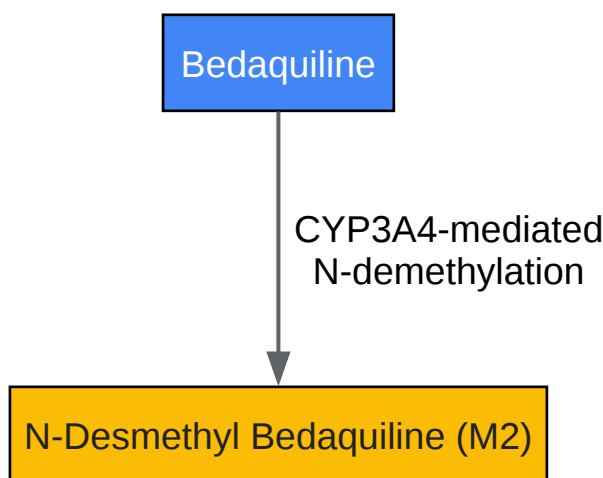 Bedaquiline
CYP3A4-mediated
N-demethylation
N-Desmethyl Bedaquiline (M2)